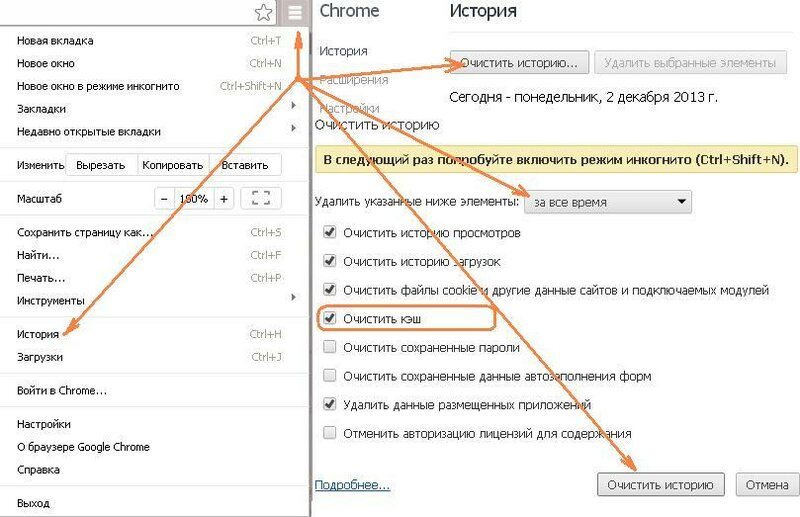 Новая вкладка Ctrl+T
Новое окно Ctrl+N
Новое окно в режиме инкогнито Ctrl+Shift+N
Закладки
Недавно открытые вкладки
Изменить Вырезать Копировать Вставить
Масштаб − 100% +
Сохранить страницу как... Ctrl+S
Найти... Ctrl+F
Печать... Ctrl+P
Инструменты
История Ctrl+H
Загрузки Ctrl+J
Войти в Chrome...
Настройки
О браузере Google Chrome
Справка
Выход
Chrome История
История
Очистить историю... Удалить выбранные элементы
Расширения
Сегодня - понедельник, 2 декабря 2013 г.
Настройки
Очистить историю
В следующий раз попробуйте включить режим инкогнито (Ctrl+Shift+N).
Удалить указанные ниже элементы: за все время
Очистить историю просмотров
Очистить историю загрузок
Очистить файлы cookie и другие данные сайтов и подключаемых модулей
Очистить кэш
Очистить сохраненные пароли
Очистить сохраненные данные автозаполнения форм
Удалить данные размещенных приложений
Отменить авторизацию лицензий для содержания
Подробнее... Очистить историю Отмена